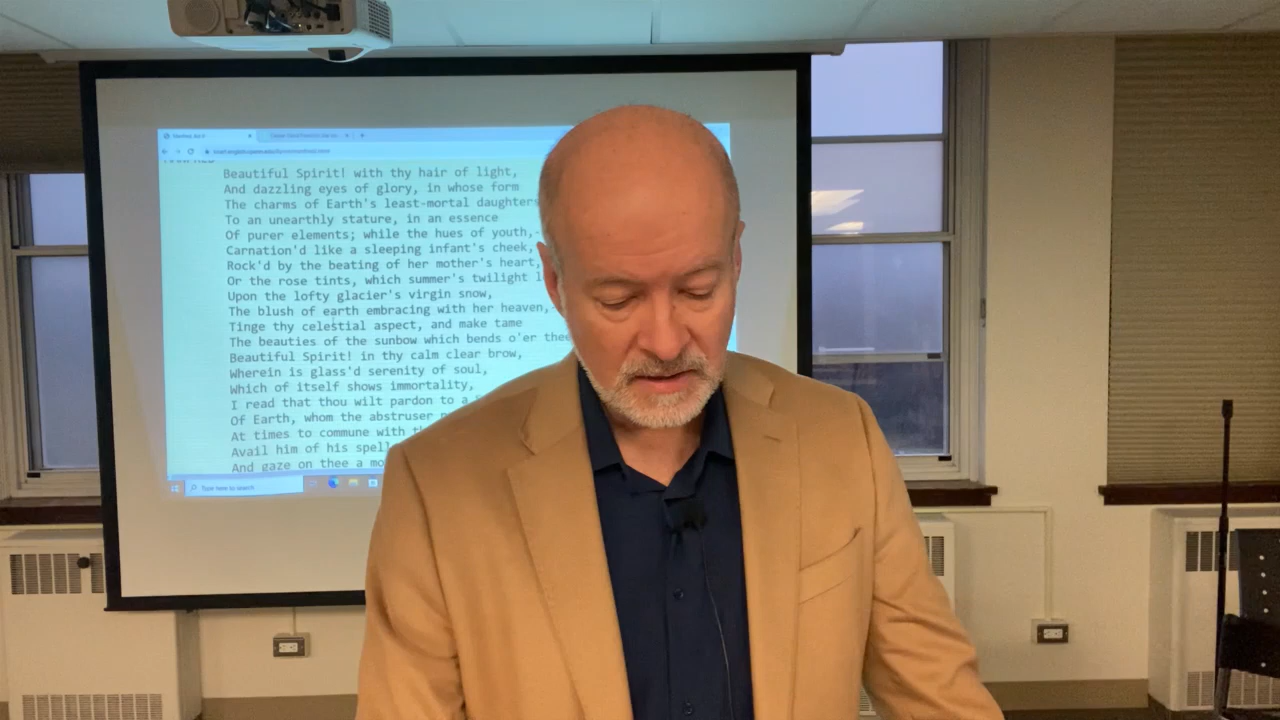 Beautiful Spirit! with thy hair of light,
And dazzling eyes of glory, in whose form
The charms of Earth's least-mortal daughters
To an unearthly stature, in an essence
Of purer elements; while the hues of youth,-
Carnation'd like a sleeping infant's cheek,
Rock'd by the beating of her mother's heart,
Or the rose tints, which summer's twilight l
Upon the lofty glacier's virgin snow,
The blush of earth embracing with her heaven,-
Tinge thy celestial aspect, and make tame
The beauties of the sunbow which bends o'er thee
Beautiful Spirit! in thy calm clear brow,
Wherein is glass'd serenity of soul,
Which of itself shows immortality,
I read that thou wilt pardon to a
Of Earth, whom the abstruser
At times to commune with th
Avail him of his spell
And gaze on thee a mo
Type here to search